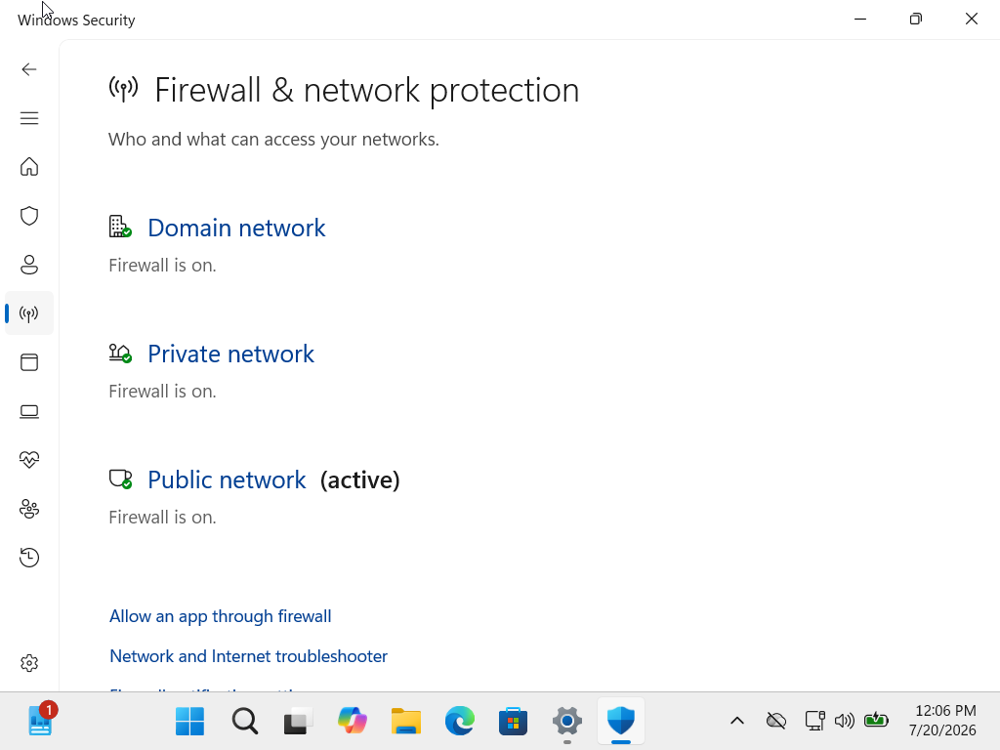 Windows Security
Firewall & network protection
Who and what can access your networks.
Domain network
Firewall is on.
Private network
Firewall is on.
Public network (active)
Firewall is on.
Allow an app through firewall
Network and Internet troubleshooter
1
12:06 PM
7/20/2026